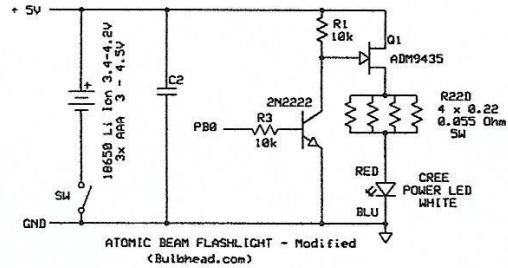 + 5V
18650 Li Ion 3.4-4.2V
3x AAA 3 - 4.5V
SW
GND
C2
PB0
R3
10k
2N2222
R1
10k
Q1
ADM9435
R22D
4 x 0.22
0.055 Ohm
5W
RED
BLU
CREE
POWER LED
WHITE
ATOMIC BEAM FLASHLIGHT - Modified
(Bulbhead.com)